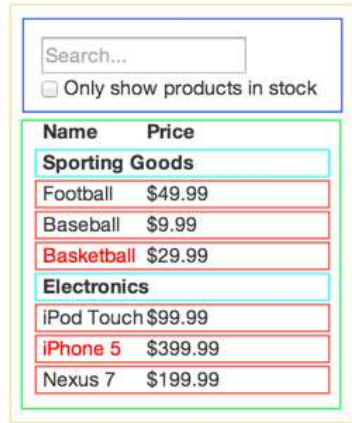 Search...
Only show products in stock
Name Price
Sporting Goods
Football $49.99
Baseball $9.99
Basketball $29.99
Electronics
iPod Touch $99.99
iPhone 5 $399.99
Nexus 7 $199.99